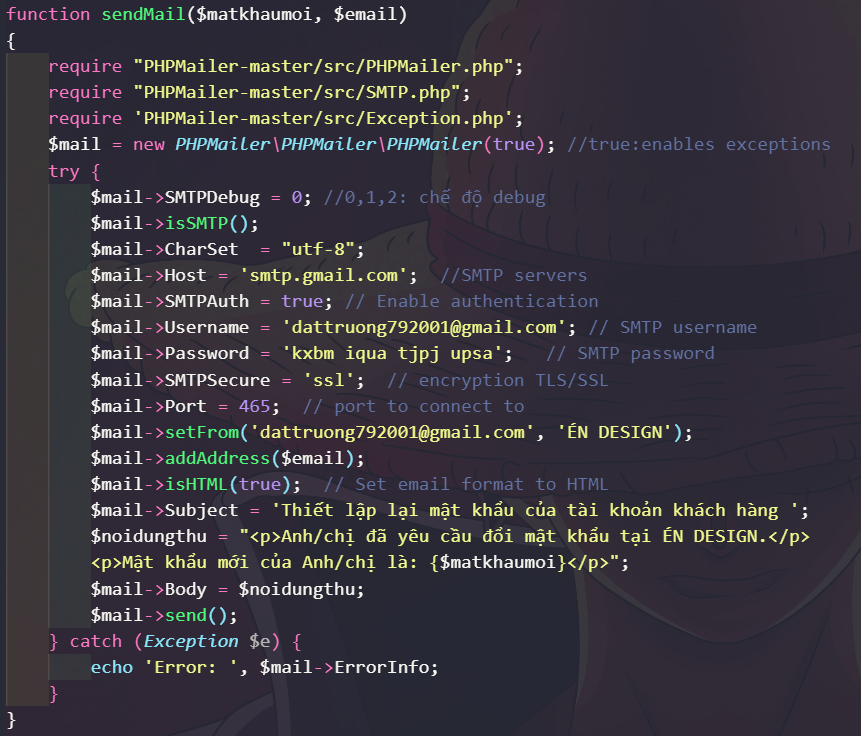 function sendMail($matkhaumoi, $email)
{
require "PHPMailer-master/src/PHPMailer.php";
require "PHPMailer-master/src/SMTP.php";
require 'PHPMailer-master/src/Exception.php';
$mail = new PHPMailer\PHPMailer\PHPMailer(true); //true:enables exceptions
try {
$mail->SMTPDebug = 0; //0,1,2: chế độ debug
$mail->isSMTP();
$mail->CharSet  = "utf-8";
$mail->Host = 'smtp.gmail.com';  //SMTP servers
$mail->SMTPAuth = true; // Enable authentication
$mail->Username = 'dattruong792001@gmail.com'; // SMTP username
$mail->Password = 'kxbm iqua tjpj upsa';   // SMTP password
$mail->SMTPSecure = 'ssl';  // encryption TLS/SSL
$mail->Port = 465;  // port to connect to
$mail->setFrom('dattruong792001@gmail.com', 'ÉN DESIGN');
$mail->addAddress($email);
$mail->isHTML(true);  // Set email format to HTML
$mail->Subject = 'Thiết lập lại mật khẩu của tài khoản khách hàng ';
$noidungthu = "<p>Anh/chị đã yêu cầu đổi mật khẩu tại ÉN DESIGN.</p>
<p>Mật khẩu mới của Anh/chị là: {$matkhaumoi}</p>";
$mail->Body = $noidungthu;
$mail->send();
} catch (Exception $e) {
echo 'Error: ', $mail->ErrorInfo;
}
}